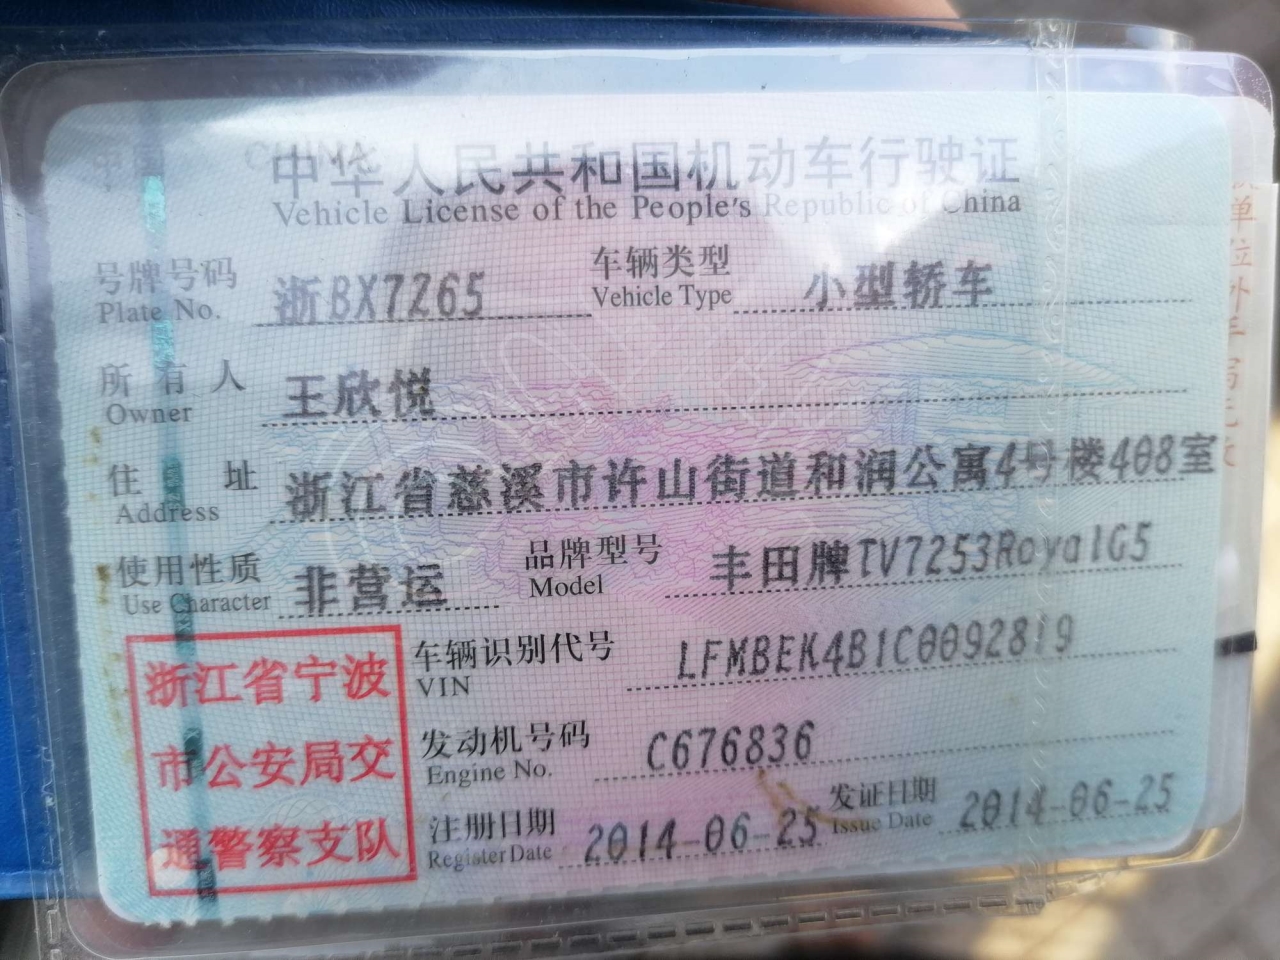 中华人民共和国机动车行驶证
Vehicle License of the People's Republic of China
号牌号码 浙BX7265 车辆类型 小型轿车
Plate No. Vehicle Type
所有人 王欣悦
Owner
住址 浙江省慈溪市浒山街道和润公寓4号楼408室
Address
使用性质 非营运 品牌型号 丰田牌TV7253RoyalG5
Use Character Model
浙江省宁波
市公安局交
通警察支队
车辆识别代号 LFMBEK4B1C0092819
VIN
发动机号码 C676836
Engine No.
注册日期 2014-06-25 发证日期 2014-06-25
Register Date Issue Date